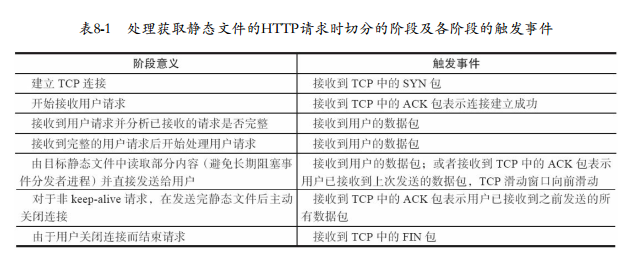 表8-1 处理获取静态文件的HTTP请求时切分的阶段及各阶段的触发事件
阶段意义
触发事件
建立 TCP 连接
接收到 TCP 中的 SYN 包
开始接收用户请求
接收到 TCP 中的 ACK 包表示连接建立成功
接收到用户请求并分析已接收的请求是否完整
接收到用户的数据包
接收到完整的用户请求后开始处理用户请求
接收到用户的数据包
由目标静态文件中读取部分内容（避免长期阻塞事
件分发者进程）并直接发送给用户
接收到用户的数据包；或者接收到 TCP 中的 ACK 包表示
用户已接收到上次发送的数据包，TCP 滑动窗口向前滑动
对于非 keep-alive 请求，在发送完静态文件后主动
关闭连接
接收到 TCP 中的 ACK 包表示用户已接收到之前发送的所
有数据包
由于用户关闭连接而结束请求
接收到 TCP 中的 FIN 包